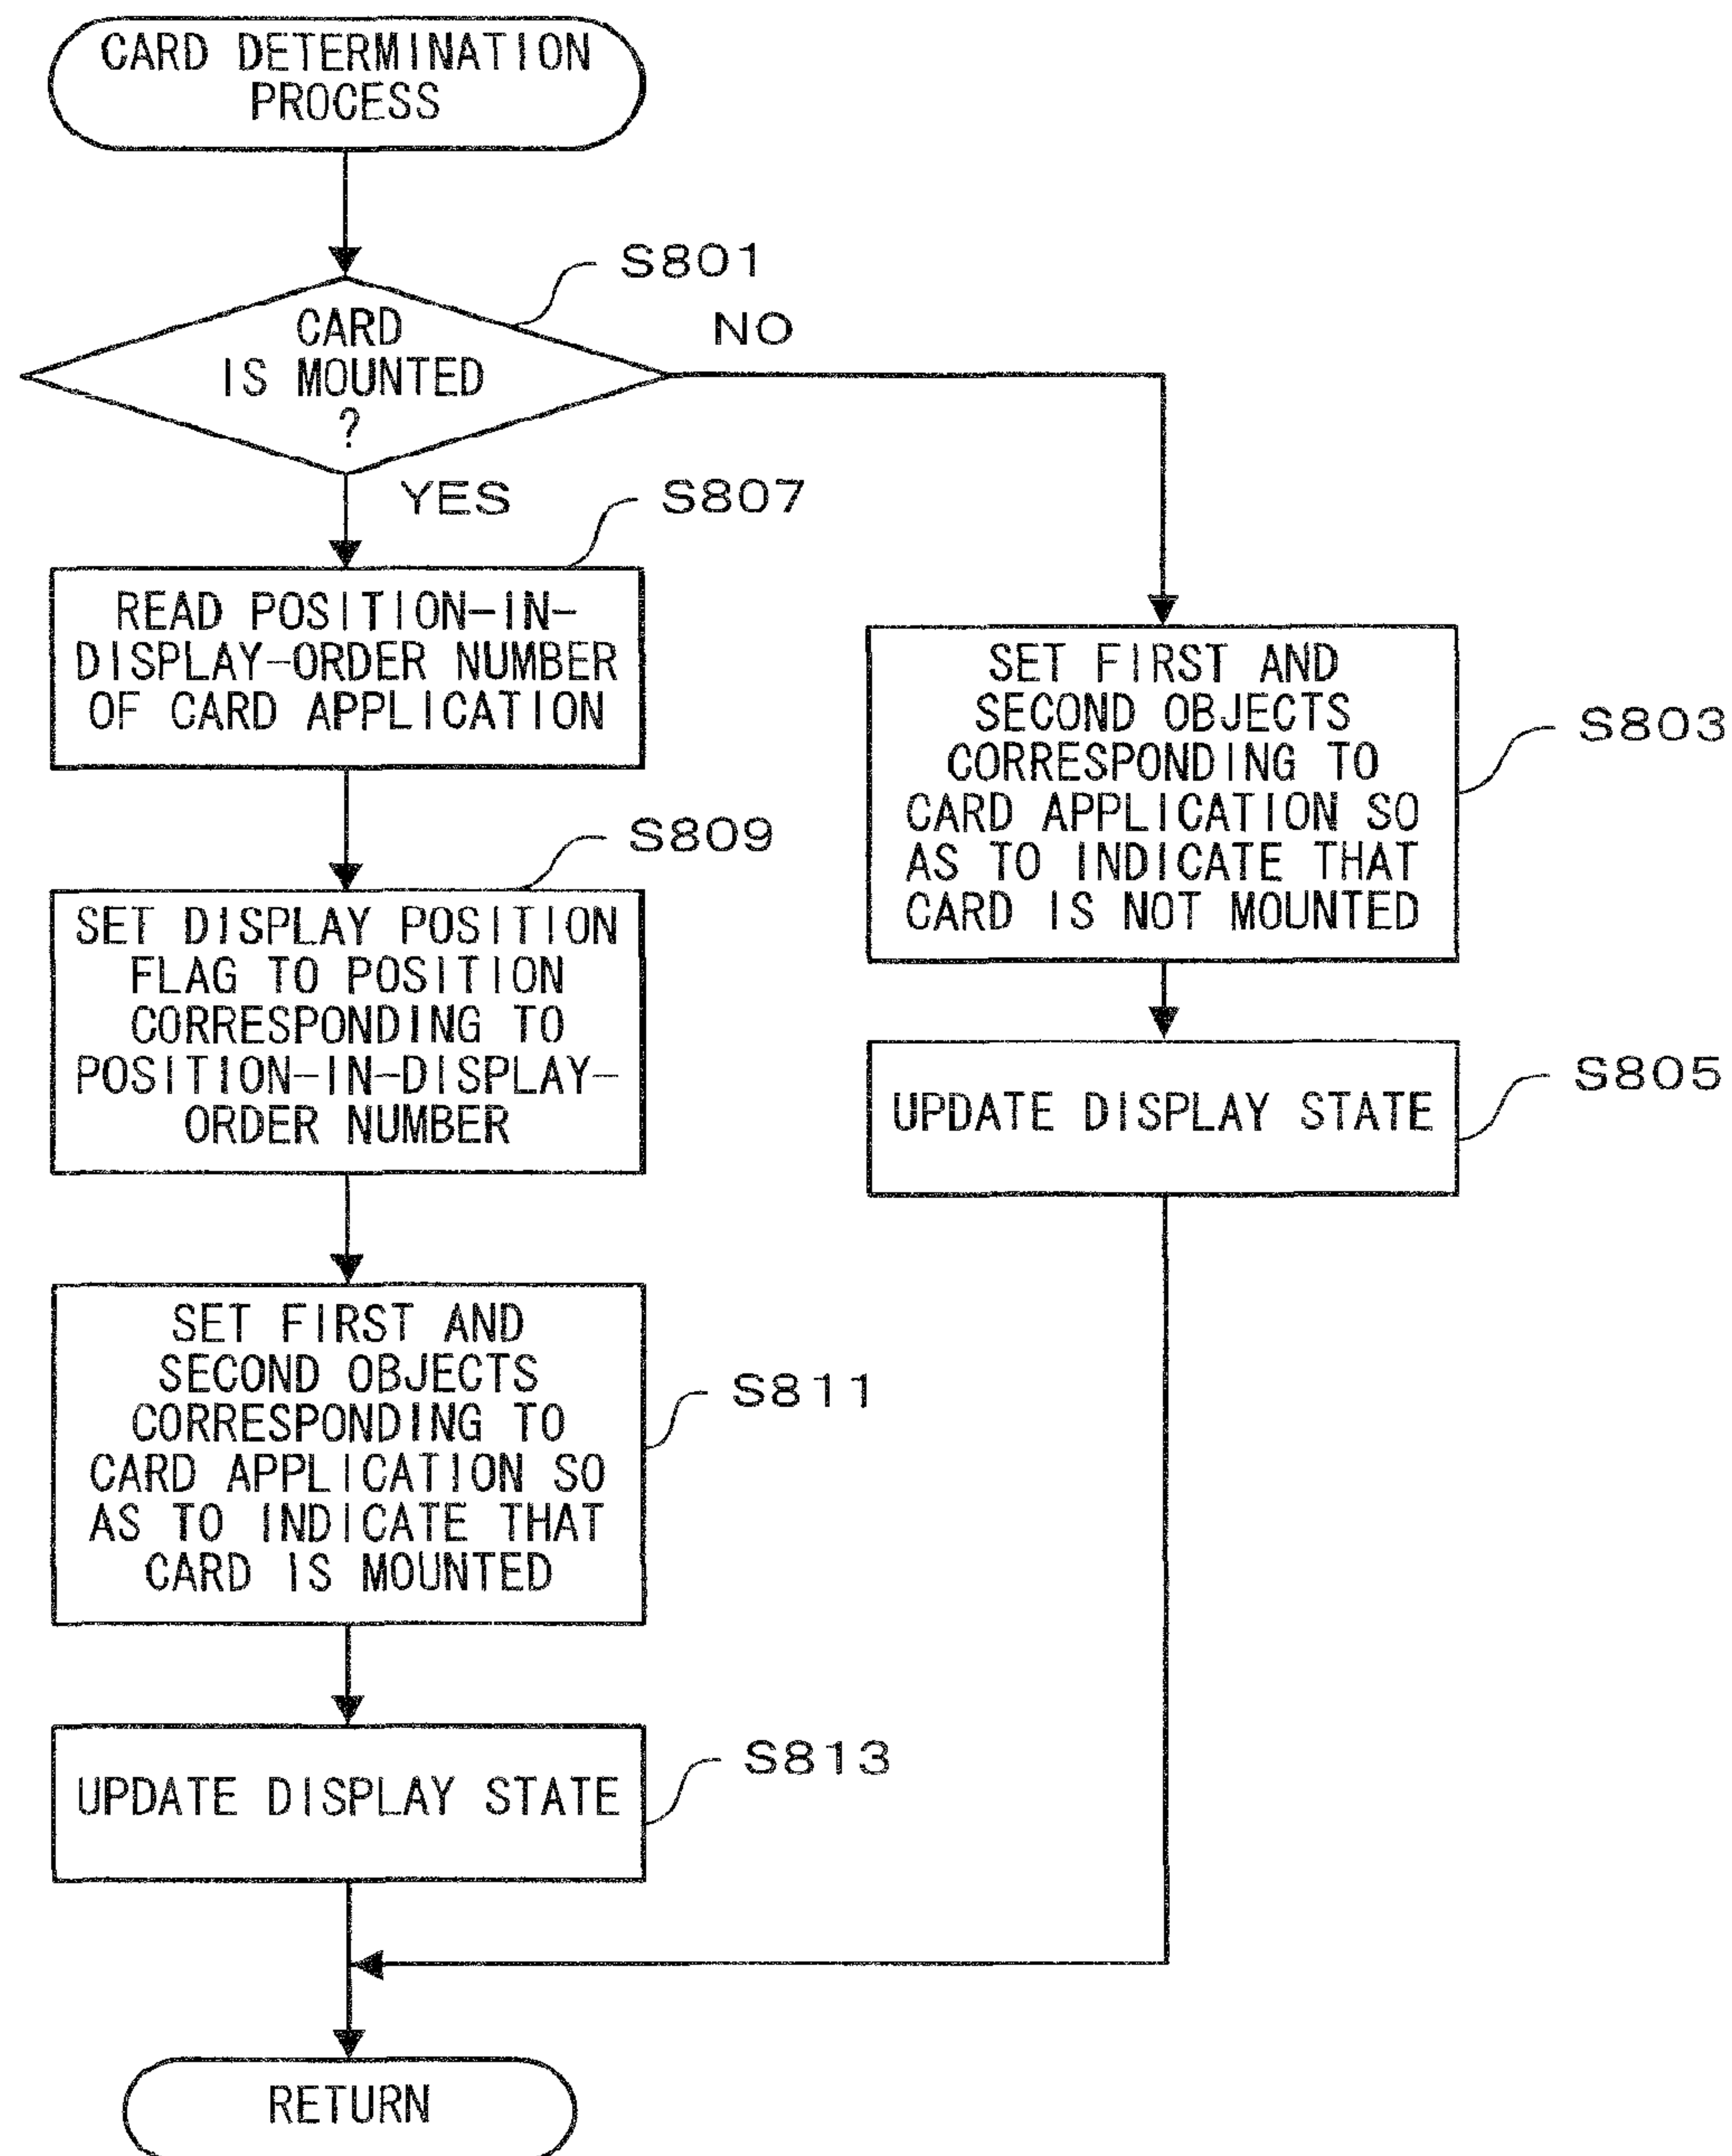 CARD DETERMINATION
PROCESS
S801
CARD
IS MOUNTED
?
NO
YES
S807
READ POSITION-IN-
DISPLAY-ORDER NUMBER
OF CARD APPLICATION
SET FIRST AND
SECOND OBJECTS
CORRESPONDING TO
CARD APPLICATION SO
AS TO INDICATE THAT
CARD IS NOT MOUNTED
S803
S809
SET DISPLAY POSITION
FLAG TO POSITION
CORRESPONDING TO
POSITION-IN-DISPLAY-
ORDER NUMBER
S805
UPDATE DISPLAY STATE
SET FIRST AND
SECOND OBJECTS
CORRESPONDING TO
CARD APPLICATION SO
AS TO INDICATE THAT
CARD IS MOUNTED
S811
S813
UPDATE DISPLAY STATE
RETURN